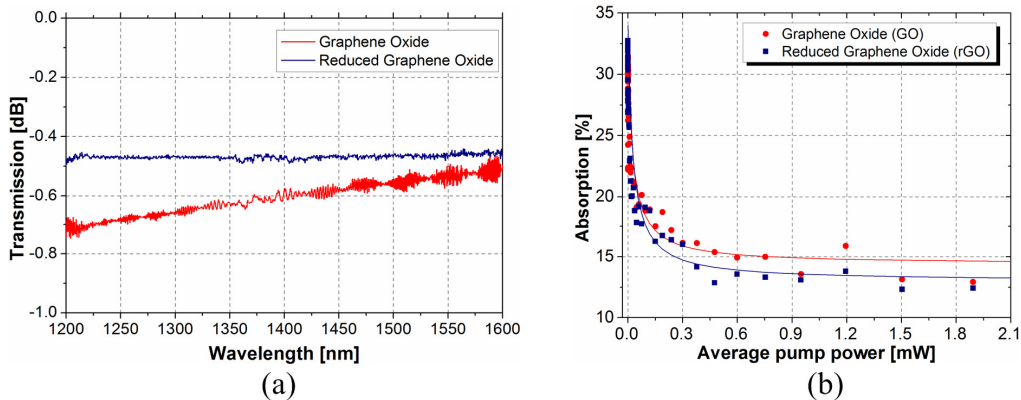 0.0
-0.2
-0.4
-0.6
-0.8
-1.0
Transmission [dB]
Graphene Oxide
Reduced Graphene Oxide
1200 1250 1300 1350 1400 1450 1500 1550 1600
Wavelength [nm]
(a)
35
30
25
20
15
10
Absorption [%]
Graphene Oxide (GO)
Reduced Graphene Oxide (rGO)
0.0 0.3 0.6 0.9 1.2 1.5 1.8 2.1
Average pump power [mW]
(b)